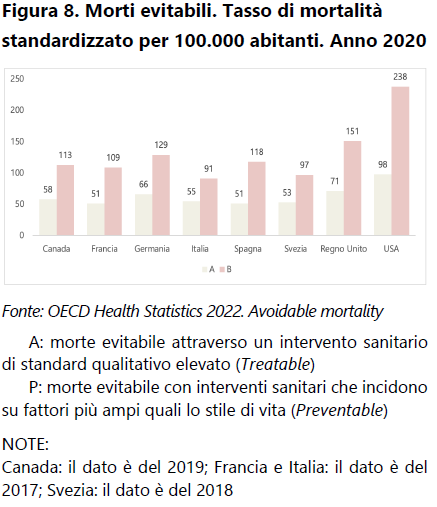 Figura 8. Morti evitabili. Tasso di mortalità
standardizzato per 100.000 abitanti. Anno 2020
250
200
150
100
50
0
58 113 51 109 66 129 55 91 51 118 53 97 71 151 98 238
Canada Francia Germania Italia Spagna Svezia Regno Unito USA
A B
Fonte: OECD Health Statistics 2022. Avoidable mortality
A: morte evitabile attraverso un intervento sanitario
di standard qualitativo elevato (Treatable)
P: morte evitabile con interventi sanitari che incidono
su fattori più ampi quali lo stile di vita (Preventable)
NOTE:
Canada: il dato è del 2019; Francia e Italia: il dato è del
2017; Svezia: il dato è del 2018